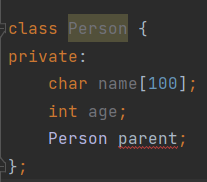 class Person {
private:
    char name[100];
    int age;
    Person parent;
};